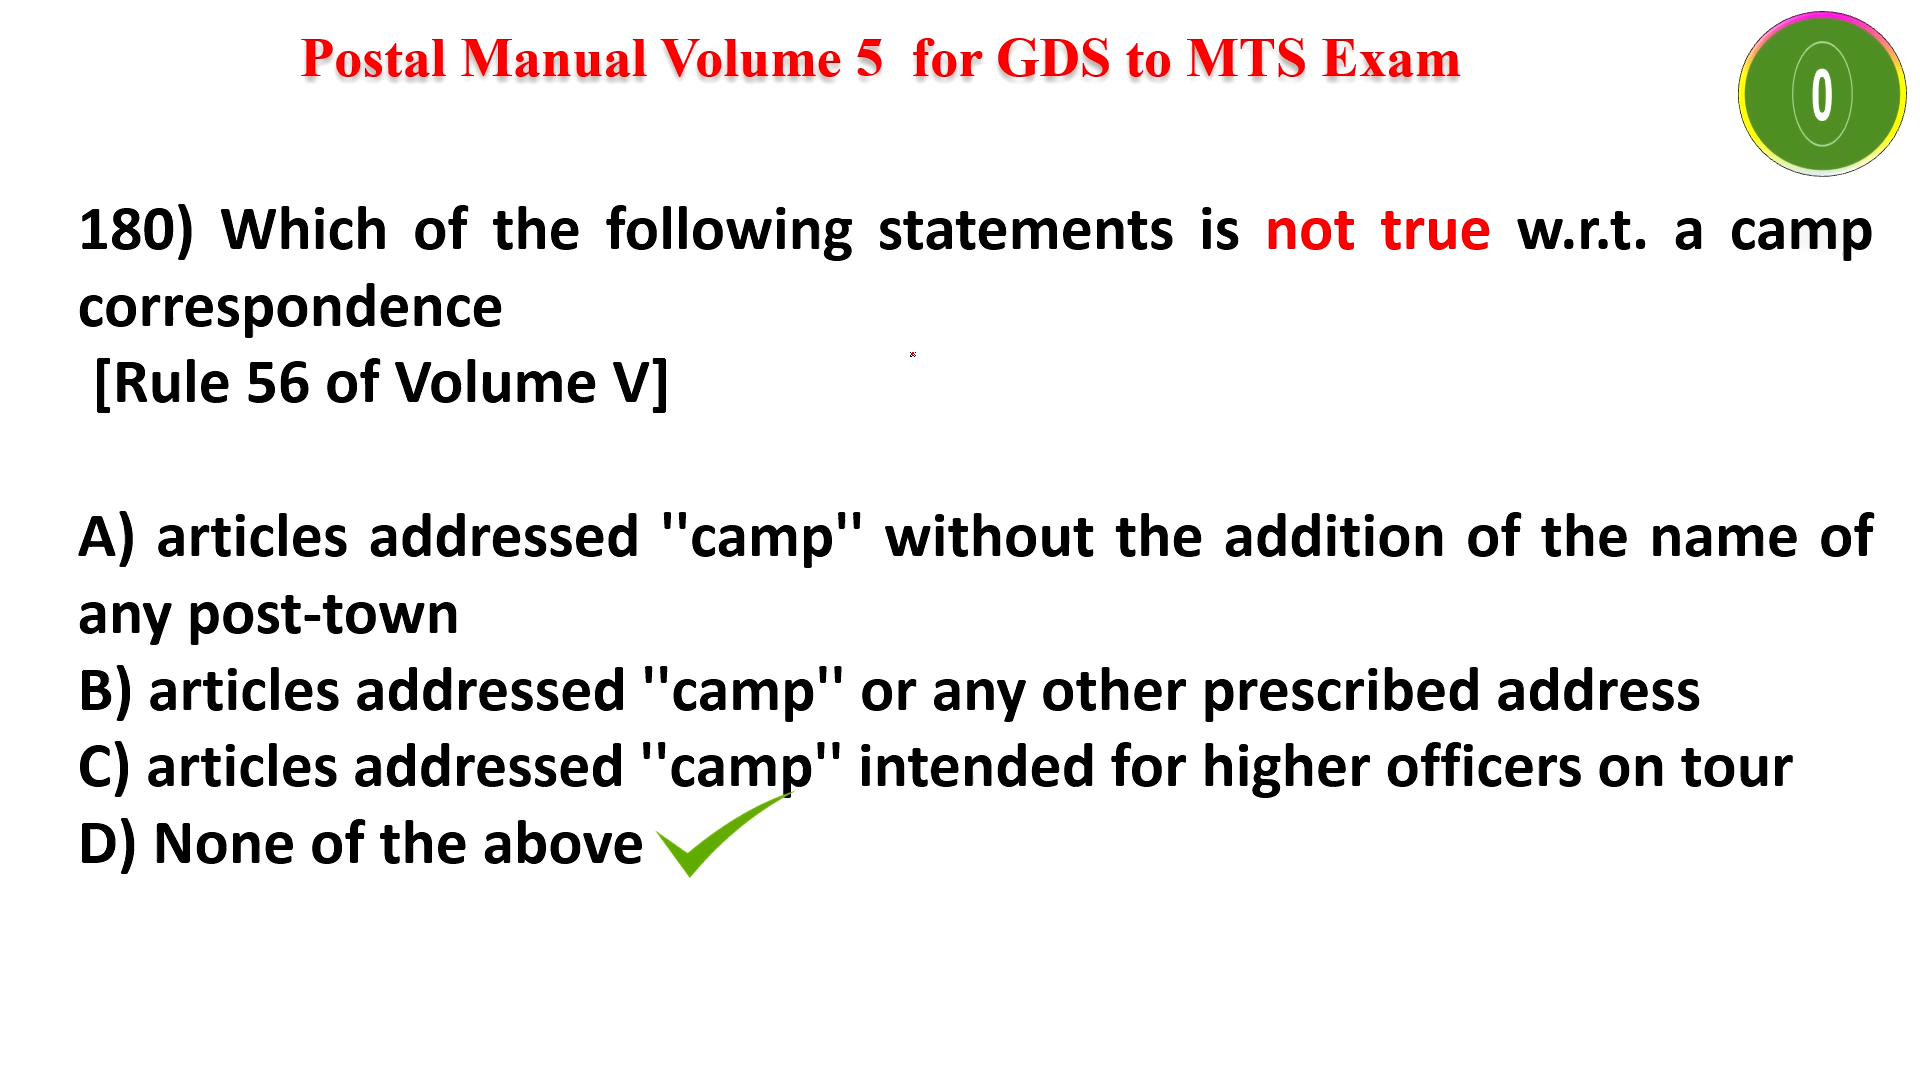 Postal Manual Volume 5 for GDS to MTS Exam
0
180) Which of the following statements is not true w.r.t. a camp
correspondence
[Rule 56 of Volume V]
A) articles addressed "camp" without the addition of the name of
any post-town
B) articles addressed "camp" or any other prescribed address
C) articles addressed "camp" intended for higher officers on tour
D) None of the above